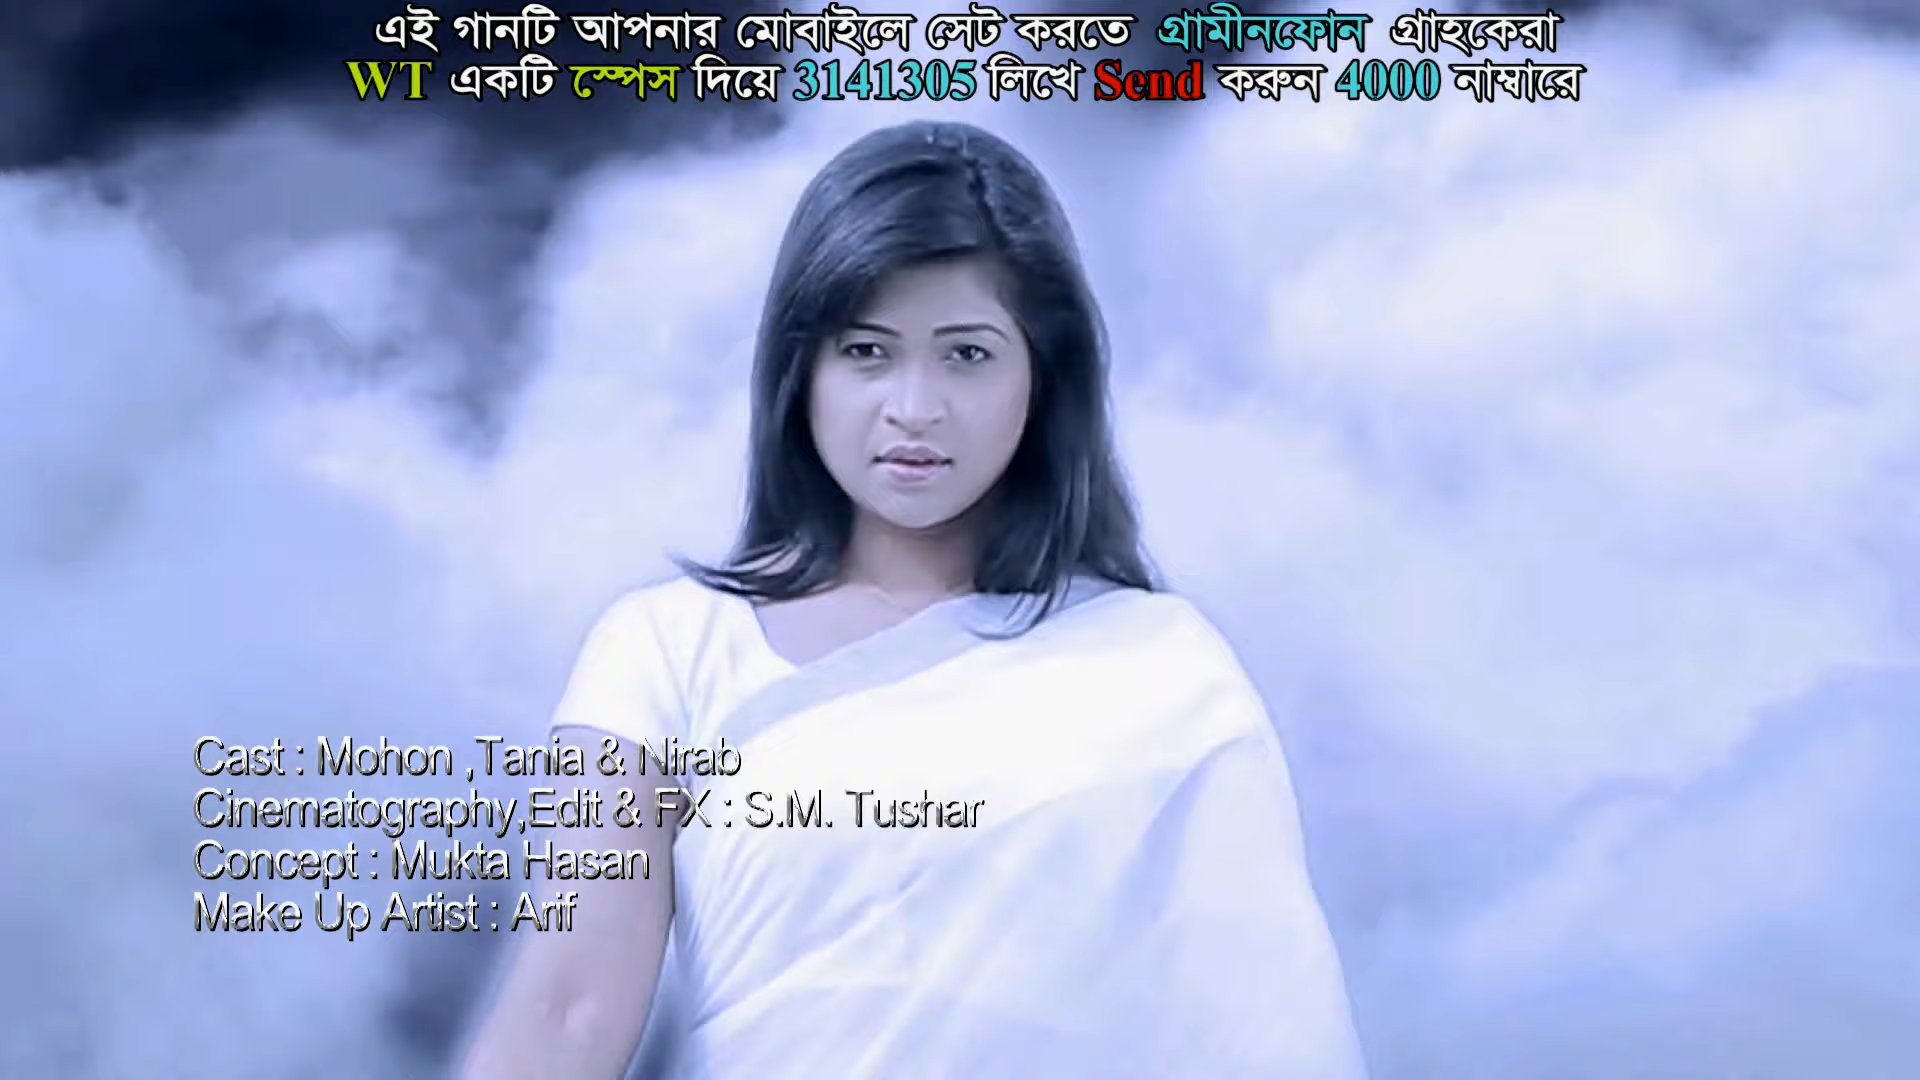 এই গানটি আপনার মোবাইলে সেট করতে গ্রামীনফোন গ্রাহকেরা
WT একটি স্পেস দিয়ে 3141305 লিখে Send করুন 4000 নাম্বারে
Cast : Mohon ,Tania & Nirab
Cinematography,Edit & FX : S.M. Tushar
Concept : Mukta Hasan
Make Up Artist : Arif